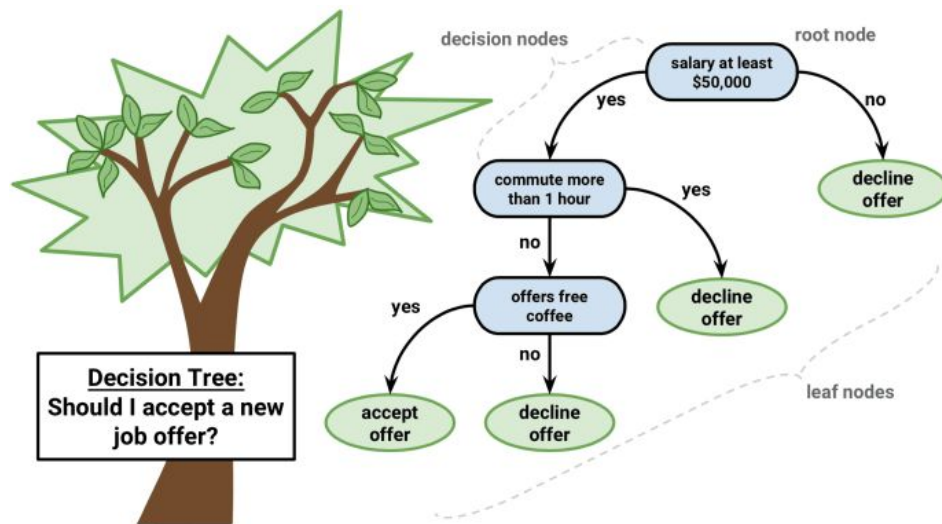 decision nodes
root node
salary at least
$50,000
yes
no
commute more
than 1 hour
yes
decline
offer
no
offers free
coffee
decline
offer
yes
no
Decision Tree:
Should I accept a new
job offer?
accept
offer
decline
offer
leaf nodes